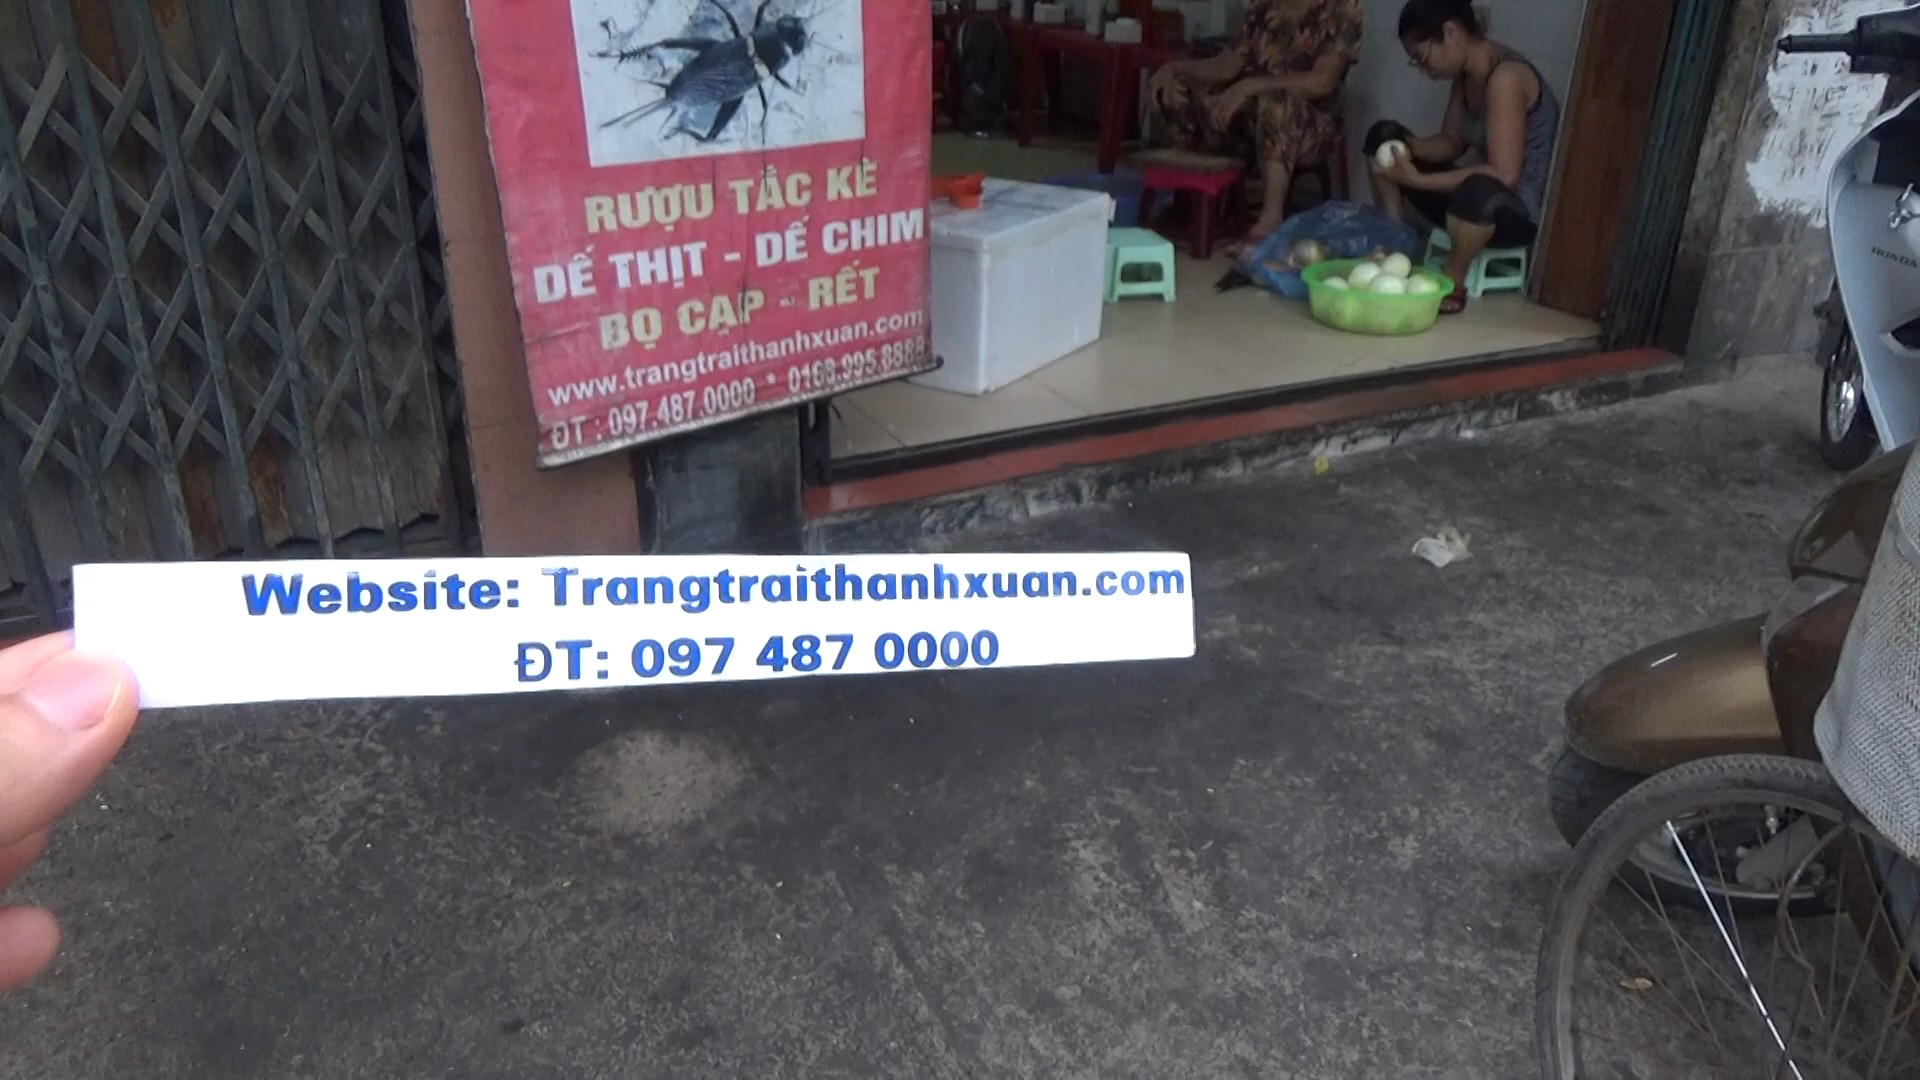 RƯỢU TẮC KÈ
DẾ THỊT - DẾ CHIM
BỌ CẠP - RẾT
www.trangtraithanhxuan.com
ĐT : 097.487.0000 * 0168.995.8888
Website: Trangtraithanhxuan.com
ĐT: 097 487 0000
HONDA